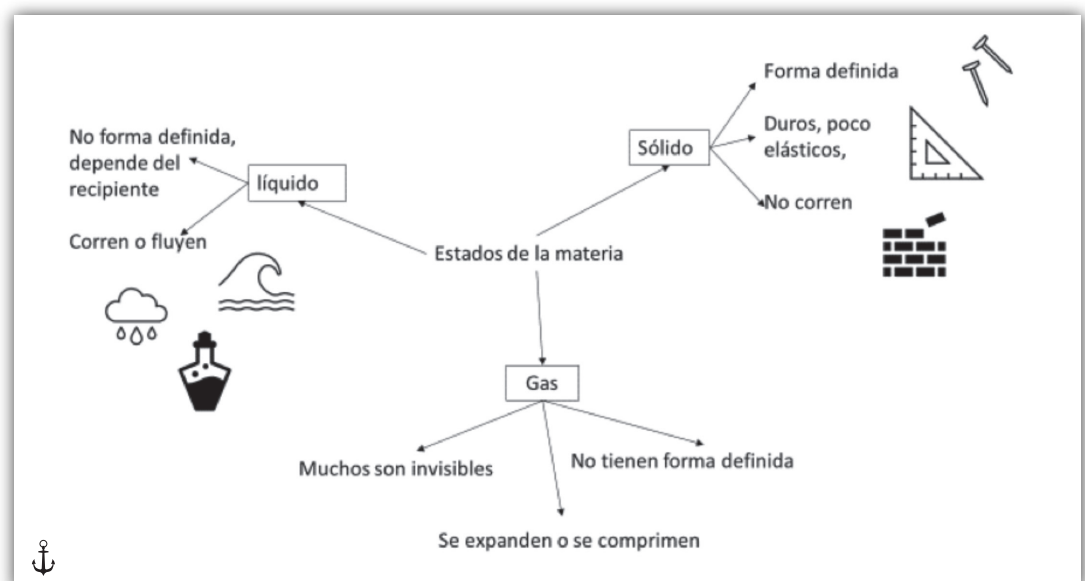 Forma definida
Duros, poco
elásticos,
No corren
Sólido
No forma definida,
depende del
recipiente
líquido
Corren o fluyen
Estados de la materia
Gas
Muchos son invisibles
No tienen forma definida
Se expanden o se comprimen